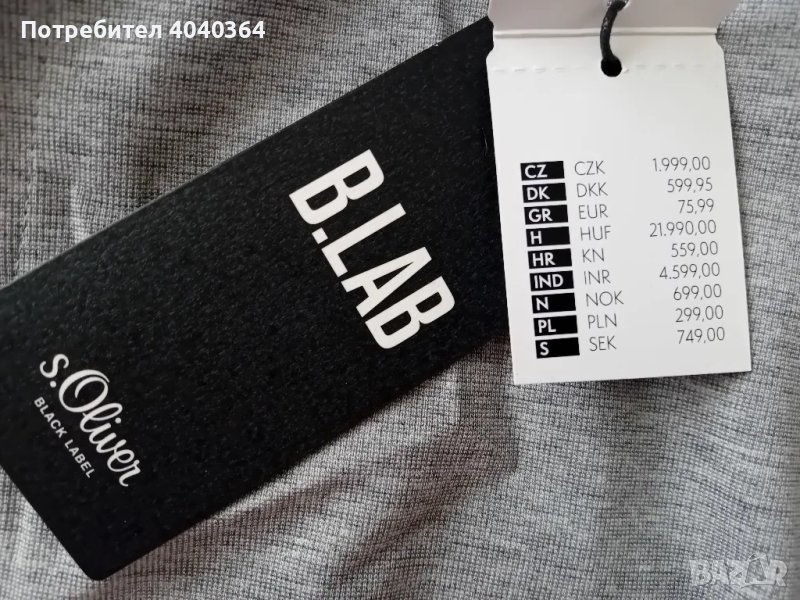 Потребител 4040364
B.LAB
s.Oliver
BLACK LABEL
CZ CZK 1.999,00
DK DKK 599,95
GR EUR 75,99
H HUF 21.990,00
HR KN 559,00
IND INR 4.599,00
N NOK 699,00
PL PLN 299,00
S SEK 749,00
BAZAR